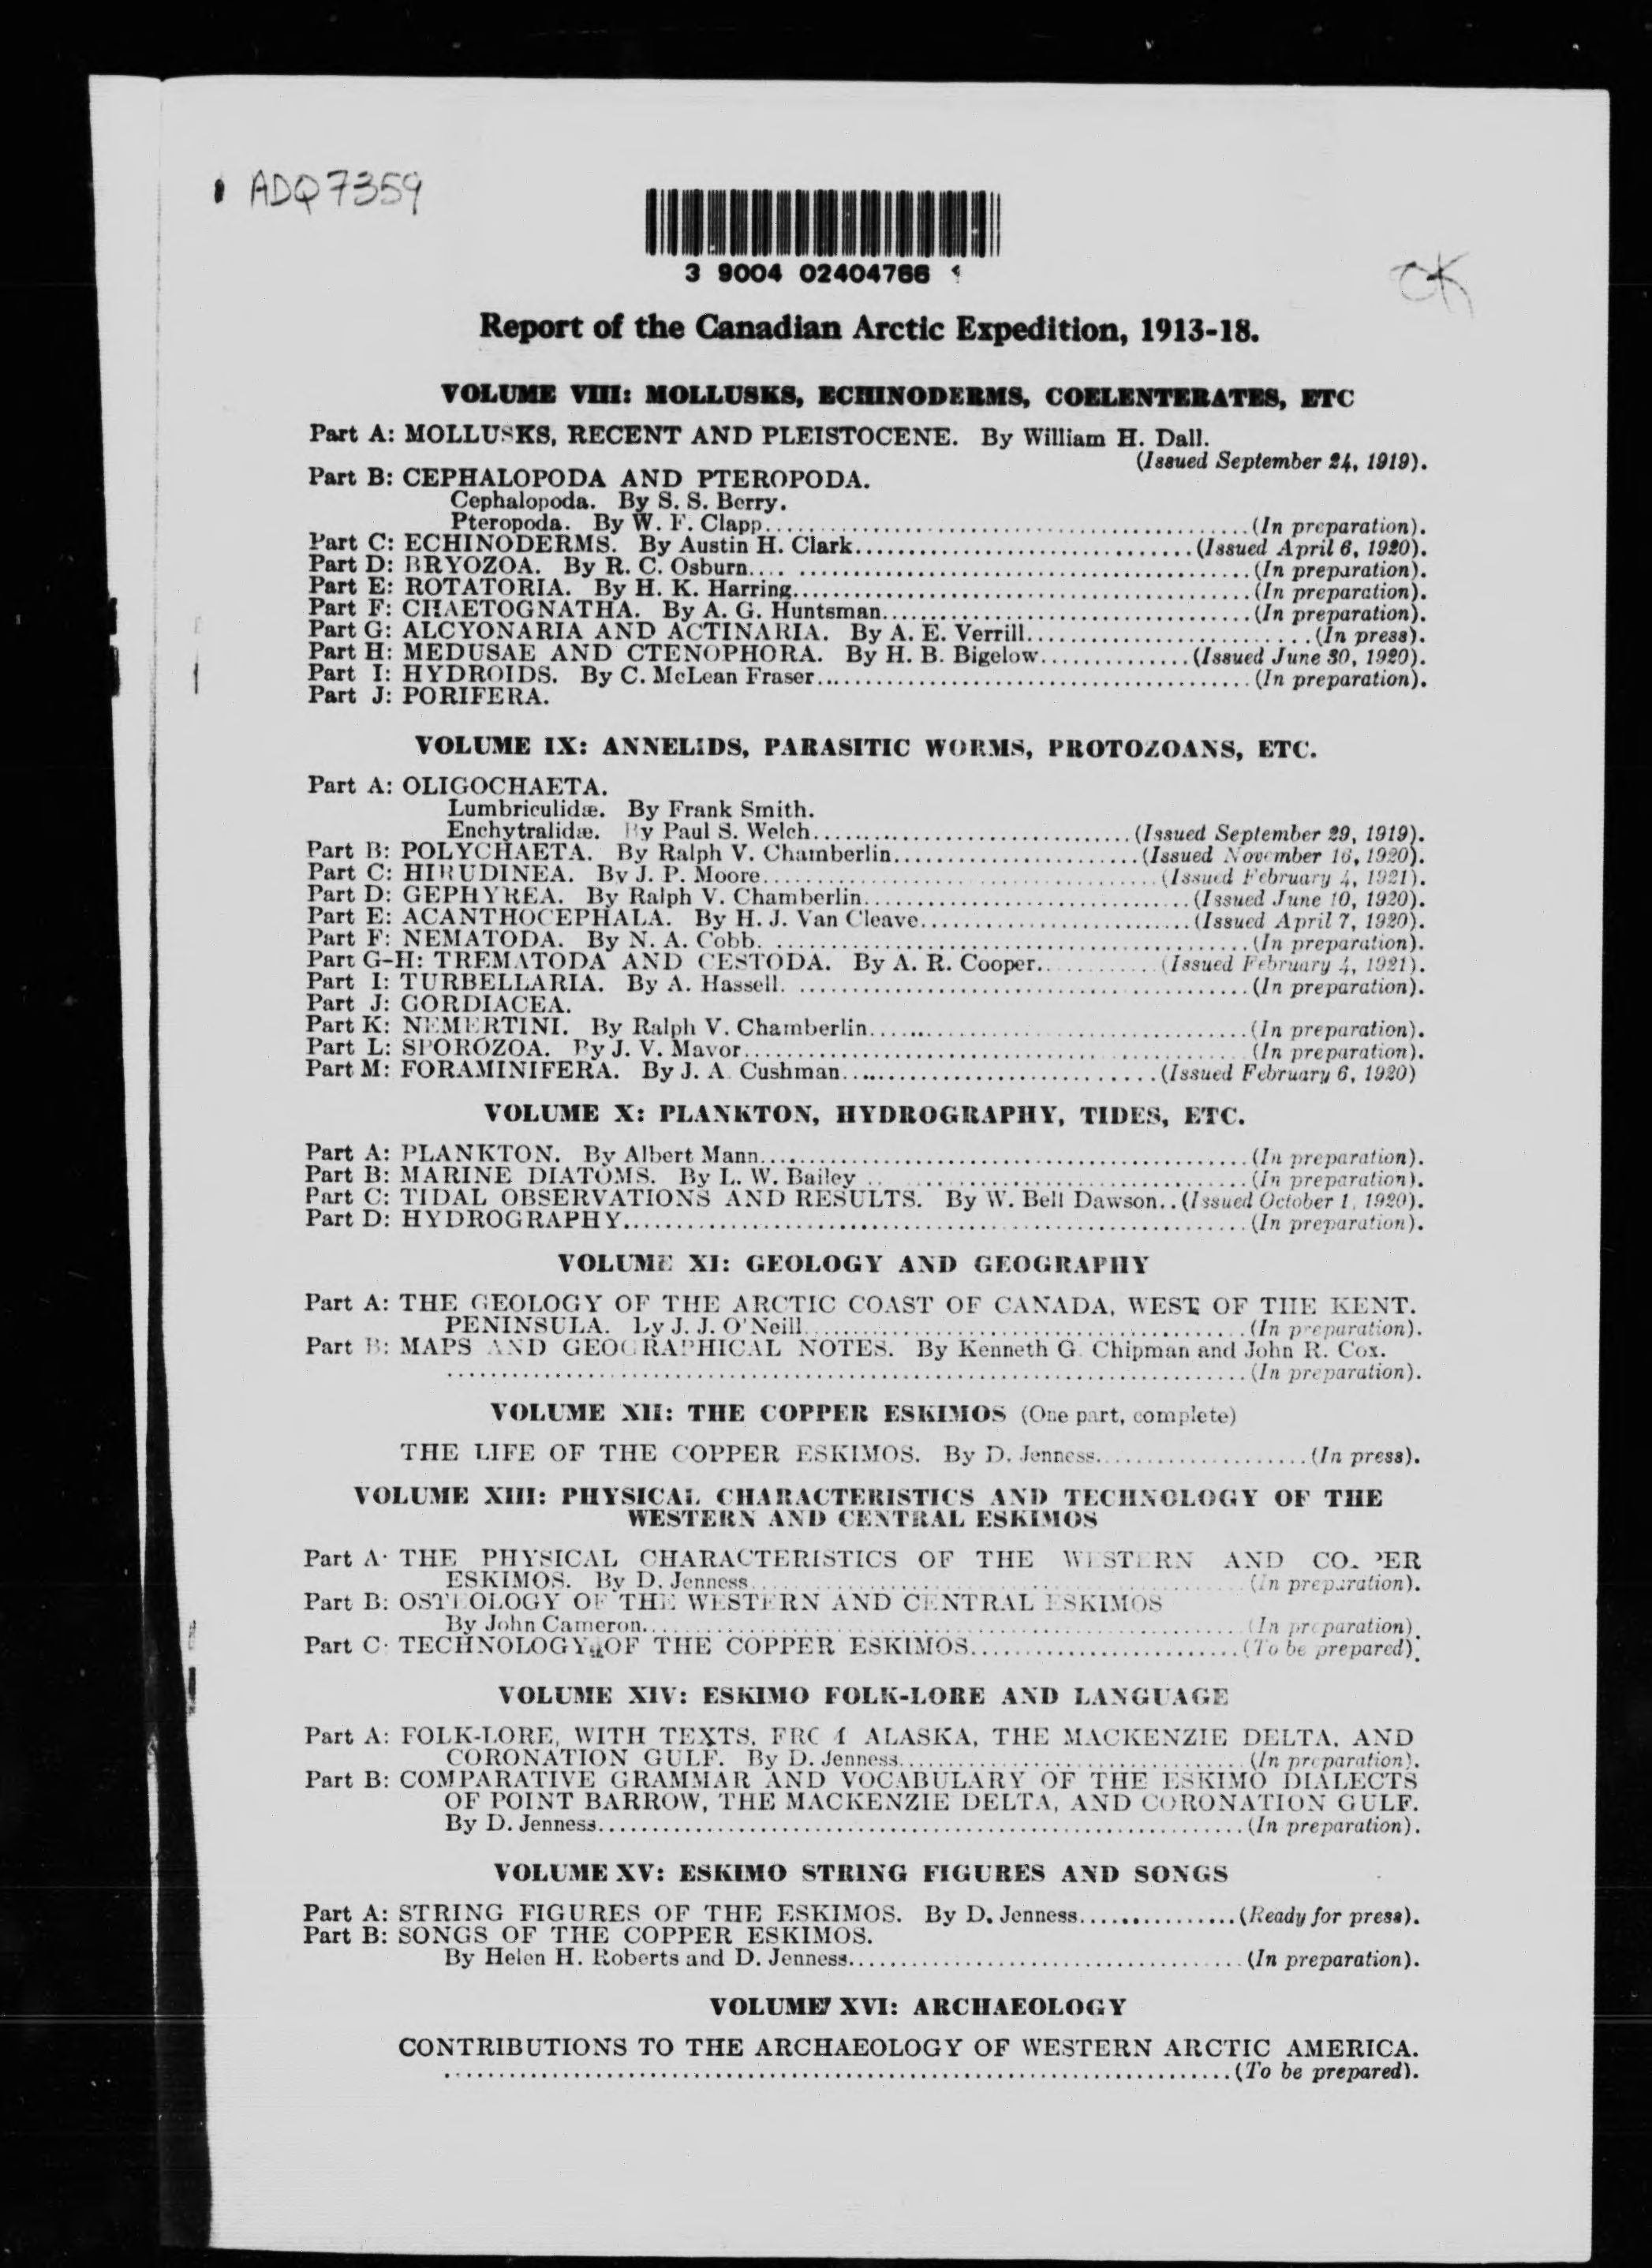 ADQ7359
3 9004 02404766
OK
Report of the Canadian Arctic Expedition, 1913-18.
VOLUME VIII: MOLLUSKS, ECHINODERMS, COELENTERATES, ETC
Part A: MOLLUSKS, RECENT AND PLEISTOCENE. By William H. Dall.
(Issued September 24, 1919).
Part B: CEPHALOPODA AND PTEROPODA.
Cephalopoda. By S. S. Berry.
Pteropoda. By W. F. Clapp..............................(In preparation).
Part C: ECHINODERMS. By Austin H. Clark..............................(Issued April 6, 1920).
Part D: BRYOZOA. By R. C. Osburn..............................(In preparation).
Part E: ROTATORIA. By H. K. Harring..............................(In preparation).
Part F: CHAETOGNATHA. By A. G. Huntsman..............................(In preparation).
Part G: ALCYONARIA AND ACTINARIA. By A. E. Verrill..............................(In press).
Part H: MEDUSAE AND CTENOPHORA. By H. B. Bigelow..............(Issued June 30, 1920).
Part I: HYDROIDS. By C. McLean Fraser..............................(In preparation).
Part J: PORIFERA.
VOLUME IX: ANNELIDS, PARASITIC WORMS, PROTOZOANS, ETC.
Part A: OLIGOCHAETA.
Lumbriculidæ. By Frank Smith.
Enchytralidæ. By Paul S. Welch..............................(Issued September 29, 1919).
Part B: POLYCHAETA. By Ralph V. Chamberlin.......................(Issued November 16, 1920).
Part C: HIRUDINEA. By J. P. Moore..............................(Issued February 4, 1921).
Part D: GEPHYREA. By Ralph V. Chamberlin..............................(Issued June 10, 1920).
Part E: ACANTHOCEPHALA. By H. J. Van Cleave..........................(Issued April 7, 1920).
Part F: NEMATODA. By N. A. Cobb. ..............................(In preparation).
Part G-H: TREMATODA AND CESTODA. By A. R. Cooper.............(Issued February 4, 1921).
Part I: TURBELLARIA. By A. Hassell. ..............................(In preparation).
Part J: GORDIACEA.
Part K: NEMERTINI. By Ralph V. Chamberlin..............................(In preparation).
Part L: SPOROZOA. By J. V. Mavor..............................(In preparation).
Part M: FORAMINIFERA. By J. A. Cushman..............................(Issued February 6, 1920)
VOLUME X: PLANKTON, HYDROGRAPHY, TIDES, ETC.
Part A: PLANKTON. By Albert Mann..............................(In preparation).
Part B: MARINE DIATOMS. By L. W. Bailey ..............................(In preparation).
Part C: TIDAL OBSERVATIONS AND RESULTS. By W. Bell Dawson..(Issued October 1, 1920).
Part D: HYDROGRAPHY..............................(In preparation).
VOLUME XI: GEOLOGY AND GEOGRAPHY
Part A: THE GEOLOGY OF THE ARCTIC COAST OF CANADA, WEST OF THE KENT.
PENINSULA. By J. J. O'Neill..............................(In preparation).
Part B: MAPS AND GEOGRAPHICAL NOTES. By Kenneth G. Chipman and John R. Cox.
..............................(In preparation).
VOLUME XII: THE COPPER ESKIMOS (One part, complete)
THE LIFE OF THE COPPER ESKIMOS. By D. Jenness....................(In press).
VOLUME XIII: PHYSICAL CHARACTERISTICS AND TECHNOLOGY OF THE
WESTERN AND CENTRAL ESKIMOS
Part A: THE PHYSICAL CHARACTERISTICS OF THE WESTERN AND COPPER
ESKIMOS. By D. Jenness..............................(In preparation).
Part B: OSTEOLOGY OF THE WESTERN AND CENTRAL ESKIMOS
By John Cameron..............................(In preparation).
Part C: TECHNOLOGY OF THE COPPER ESKIMOS.........................(To be prepared).
VOLUME XIV: ESKIMO FOLK-LORE AND LANGUAGE
Part A: FOLK-LORE, WITH TEXTS, FROM ALASKA, THE MACKENZIE DELTA, AND
CORONATION GULF. By D. Jenness..............................(In preparation).
Part B: COMPARATIVE GRAMMAR AND VOCABULARY OF THE ESKIMO DIALECTS
OF POINT BARROW, THE MACKENZIE DELTA, AND CORONATION GULF.
By D. Jenness..............................(In preparation).
VOLUME XV: ESKIMO STRING FIGURES AND SONGS
Part A: STRING FIGURES OF THE ESKIMOS. By D. Jenness...............(Ready for press).
Part B: SONGS OF THE COPPER ESKIMOS.
By Helen H. Roberts and D. Jenness..............................(In preparation).
VOLUME XVI: ARCHAEOLOGY
CONTRIBUTIONS TO THE ARCHAEOLOGY OF WESTERN ARCTIC AMERICA.
..............................(To be prepared).